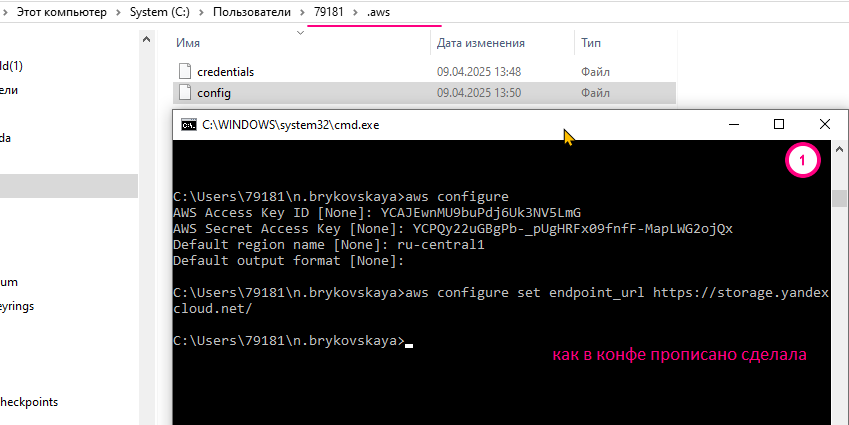 Этот компьютер > System (C:) > Пользователи > 79181 > .aws
Имя Дата изменения Тип
ld(1)
ели
da
um
eyrings
heckpoints
credentials 09.04.2025 13:48 Файл
config 09.04.2025 13:50 Файл
C:\WINDOWS\system32\cmd.exe
1
C:\Users\79181\n.brykovskaya>aws configure
AWS Access Key ID [None]: YCAJEwnMU9buPdj6Uk3NV5LmG
AWS Secret Access Key [None]: YCPQy22uGBgPb-_pUgHRFx09fnfF-MapLWG2ojQx
Default region name [None]: ru-central1
Default output format [None]:
C:\Users\79181\n.brykovskaya>aws configure set endpoint_url https://storage.yandex
cloud.net/
C:\Users\79181\n.brykovskaya>
как в конфе прописано сделала